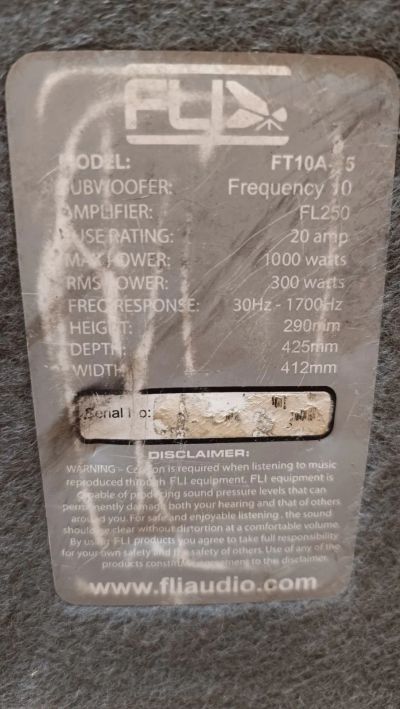 FLI
MODEL: FT10A-
SUBWOOFER: Frequency 10
AMPLIFIER: FL250
FUSE RATING: 20 amp
MAX POWER: 1000 watts
RMS POWER: 300 watts
FREQ RESPONSE: 30Hz - 1700Hz
HEIGHT: 290mm
DEPTH: 425mm
WIDTH: 412mm
Serial No:
DISCLAIMER:
WARNING - Caution is required when listening to music
reproduced through FLI equipment. FLI equipment is
capable of producing sound pressure levels that can
permanently damage both your hearing and that of others
around you. For safe and enjoyable listening, the sound
should be clear without distortion at a comfortable volume.
By using FLI products you agree to take full responsibility
for your own safety and the safety of others. Use of any of the
products constitutes agreement to this disclaimer.
www.fliaudio.com